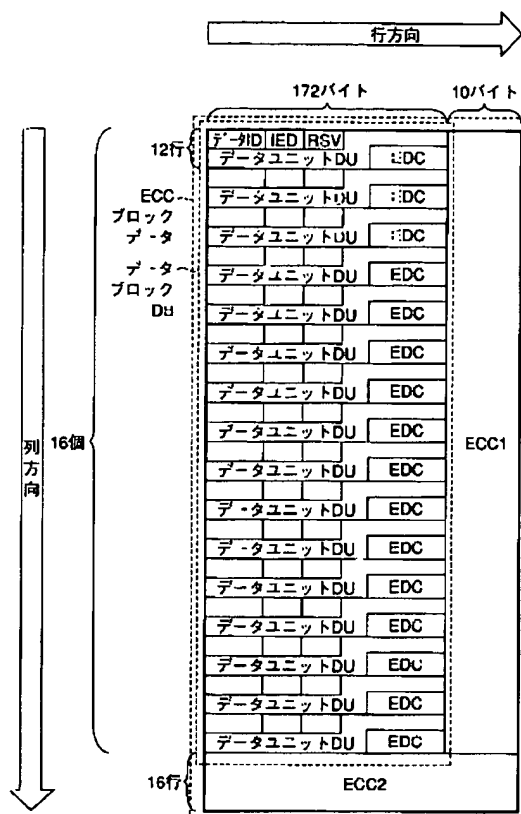 行方向
172バイト
10バイト
12行
データID IED RSV
データユニットDU EDC
ECC
ブロック
データ
データユニットDU EDC
データユニットDU EDC
データ
ブロック
DB
データユニットDU EDC
データユニットDU EDC
データユニットDU EDC
データユニットDU EDC
データユニットDU EDC
列方向
16個
ECC1
データユニットDU EDC
データユニットDU EDC
データユニットDU EDC
データユニットDU EDC
データユニットDU EDC
データユニットDU EDC
データユニットDU EDC
データユニットDU EDC
16行
ECC2